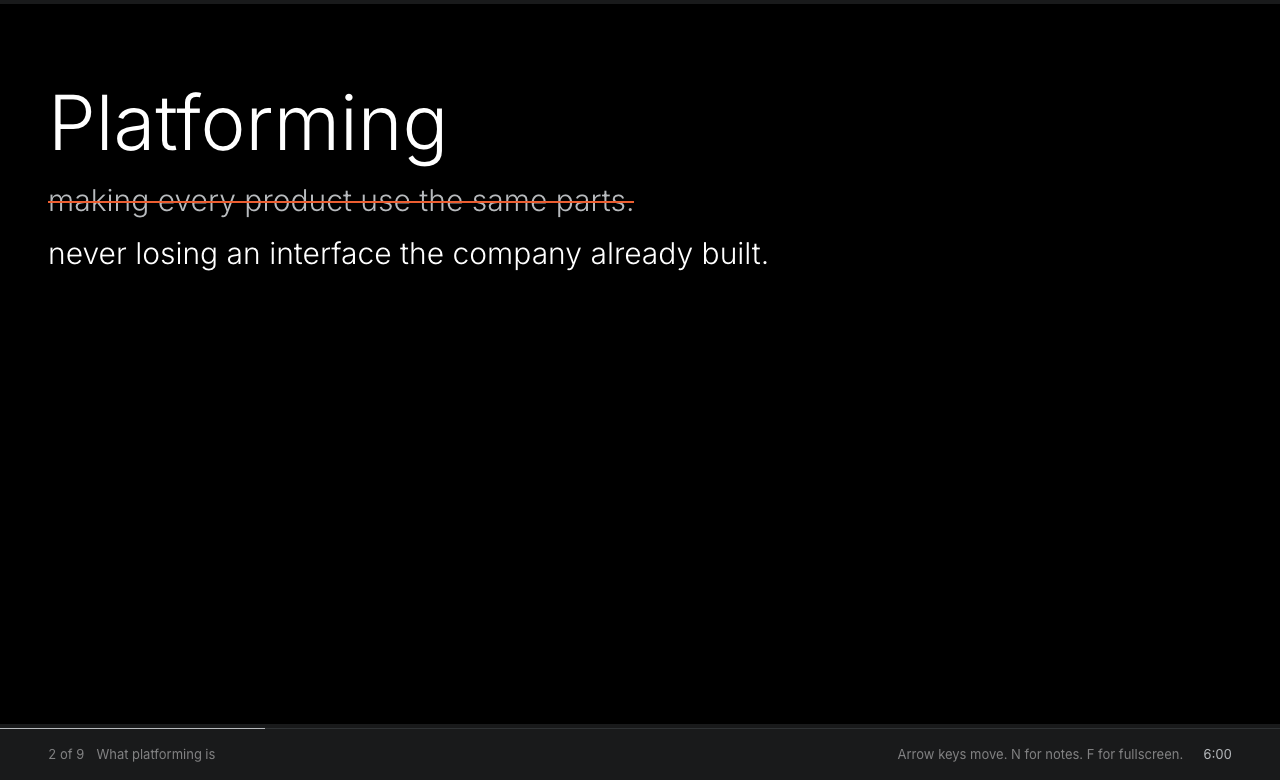 Platforming
making every product use the same parts.
never losing an interface the company already built.
2 of 9 What platforming is
Arrow keys move. N for notes. F for fullscreen. 6:00